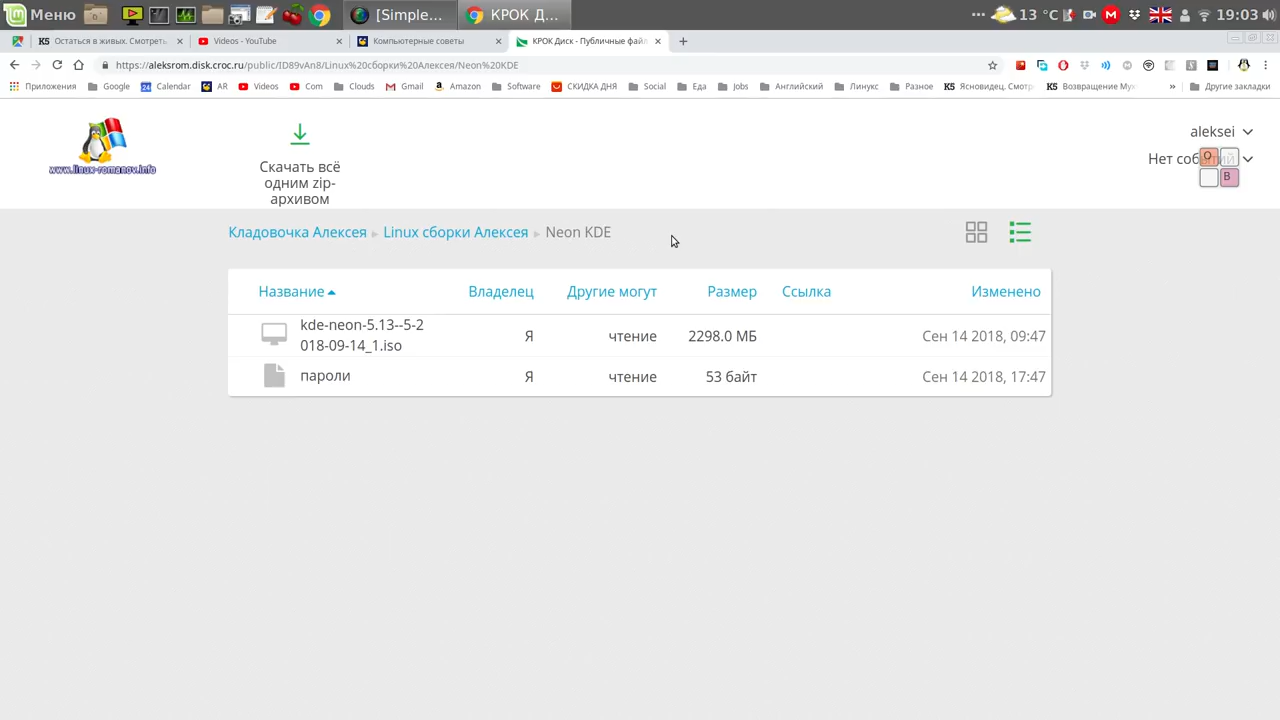 Меню
[Simple...
КРОК Д...
13 °C
19:03
Остаться в живых. Смотреть
Videos - YouTube
Компьютерные советы
КРОК Диск - Публичные файл
https://aleksrom.disk.croc.ru/public/ID89vAn8/Linux%20сборки%20Алексея/Neon%20KDE
Приложения
Google
Calendar
AR
Videos
Com
Clouds
Gmail
Amazon
Software
СКИДКА ДНЯ
Social
Еда
Jobs
Английский
Линукс
Разное
Ясновидец. Смотр
Возвращение Мух
»
Другие закладки
www.linux-romanov.info
Скачать всё
одним zip-
архивом
aleksei
Нет событий
O
B
Кладовочка Алексея ▸ Linux сборки Алексея ▸ Neon KDE
Название Владелец Другие могут Размер Ссылка Изменено
kde-neon-5.13--5-2
018-09-14_1.iso
Я чтение 2298.0 МБ Сен 14 2018, 09:47
пароли Я чтение 53 байт Сен 14 2018, 17:47